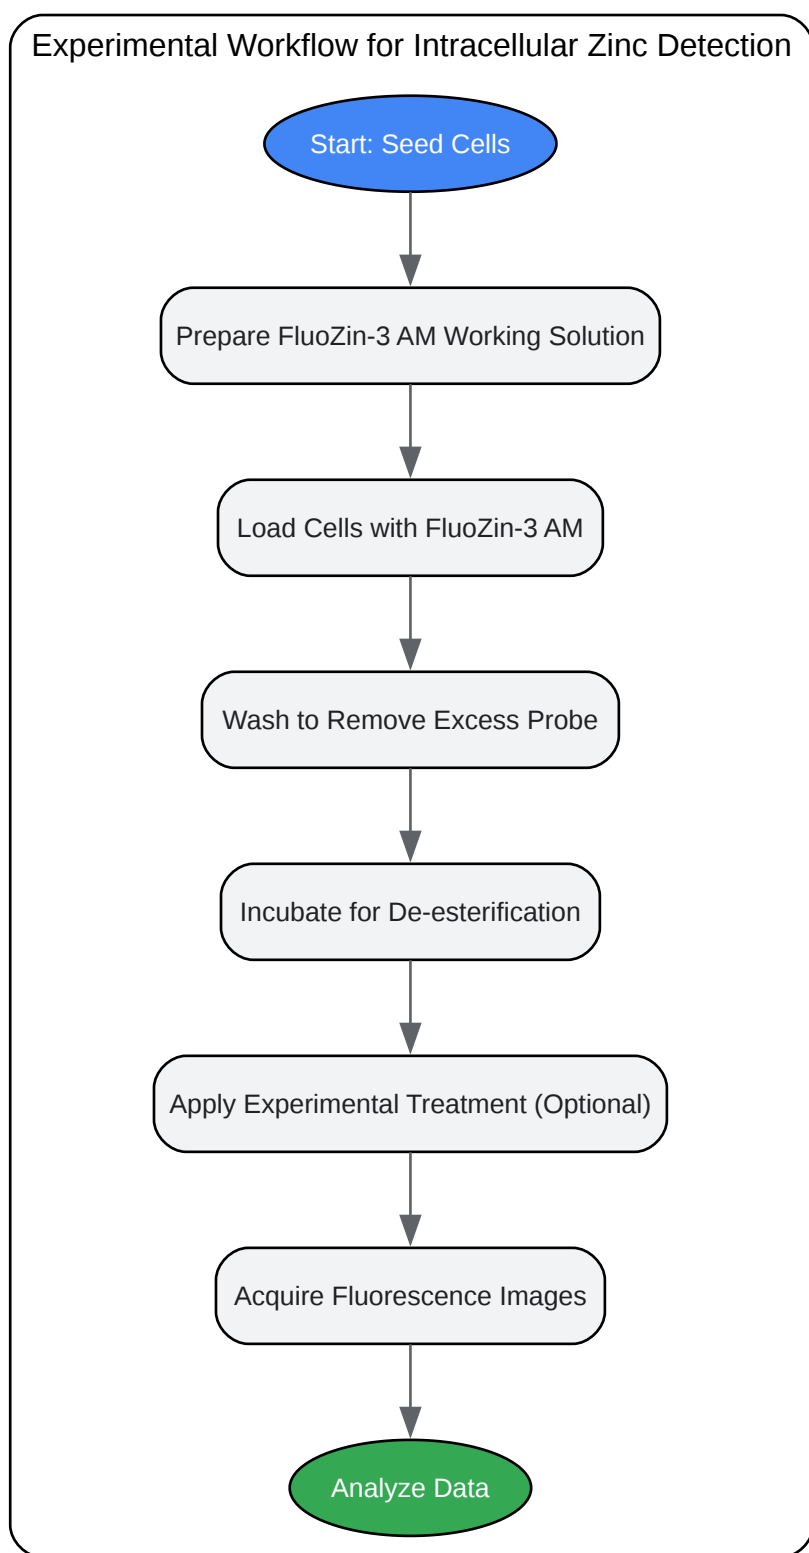 Experimental Workflow for Intracellular Zinc Detection
Start: Seed Cells
Prepare FluoZin-3 AM Working Solution
Load Cells with FluoZin-3 AM
Wash to Remove Excess Probe
Incubate for De-esterification
Apply Experimental Treatment (Optional)
Acquire Fluorescence Images
Analyze Data